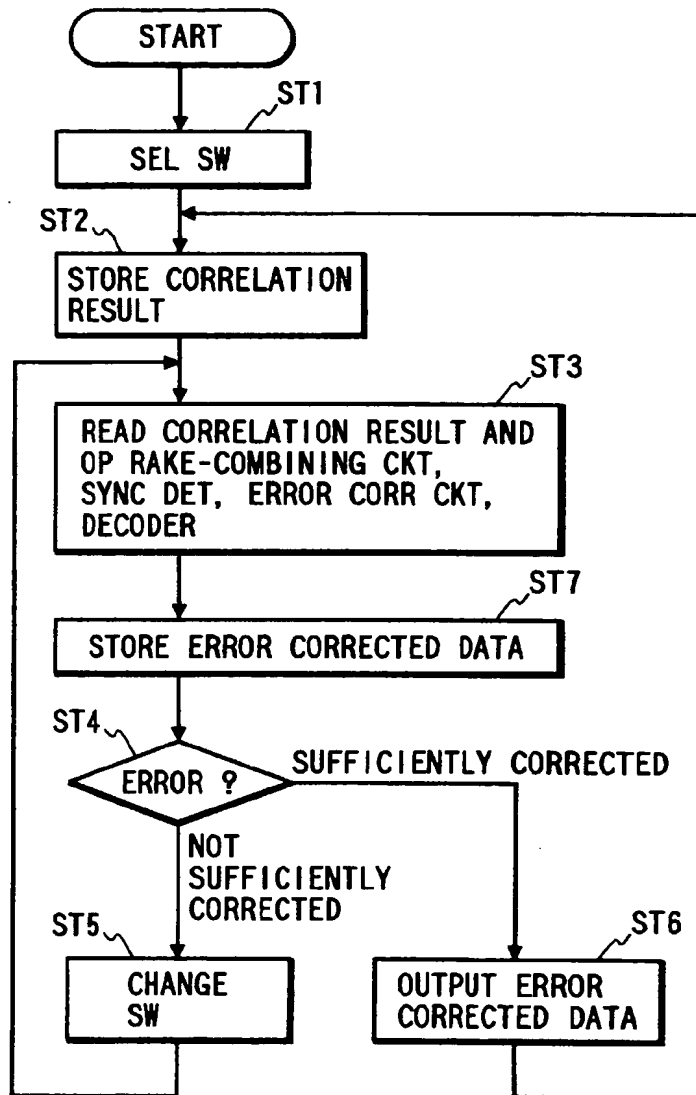 START
ST1
SEL SW
ST2
STORE CORRELATION
RESULT
ST3
READ CORRELATION RESULT AND
OP RAKE-COMBINING CKT,
SYNC DET, ERROR CORR CKT,
DECODER
ST7
STORE ERROR CORRECTED DATA
ST4
ERROR ?
SUFFICIENTLY CORRECTED
NOT
SUFFICIENTLY
CORRECTED
ST5
CHANGE
SW
ST6
OUTPUT ERROR
CORRECTED DATA